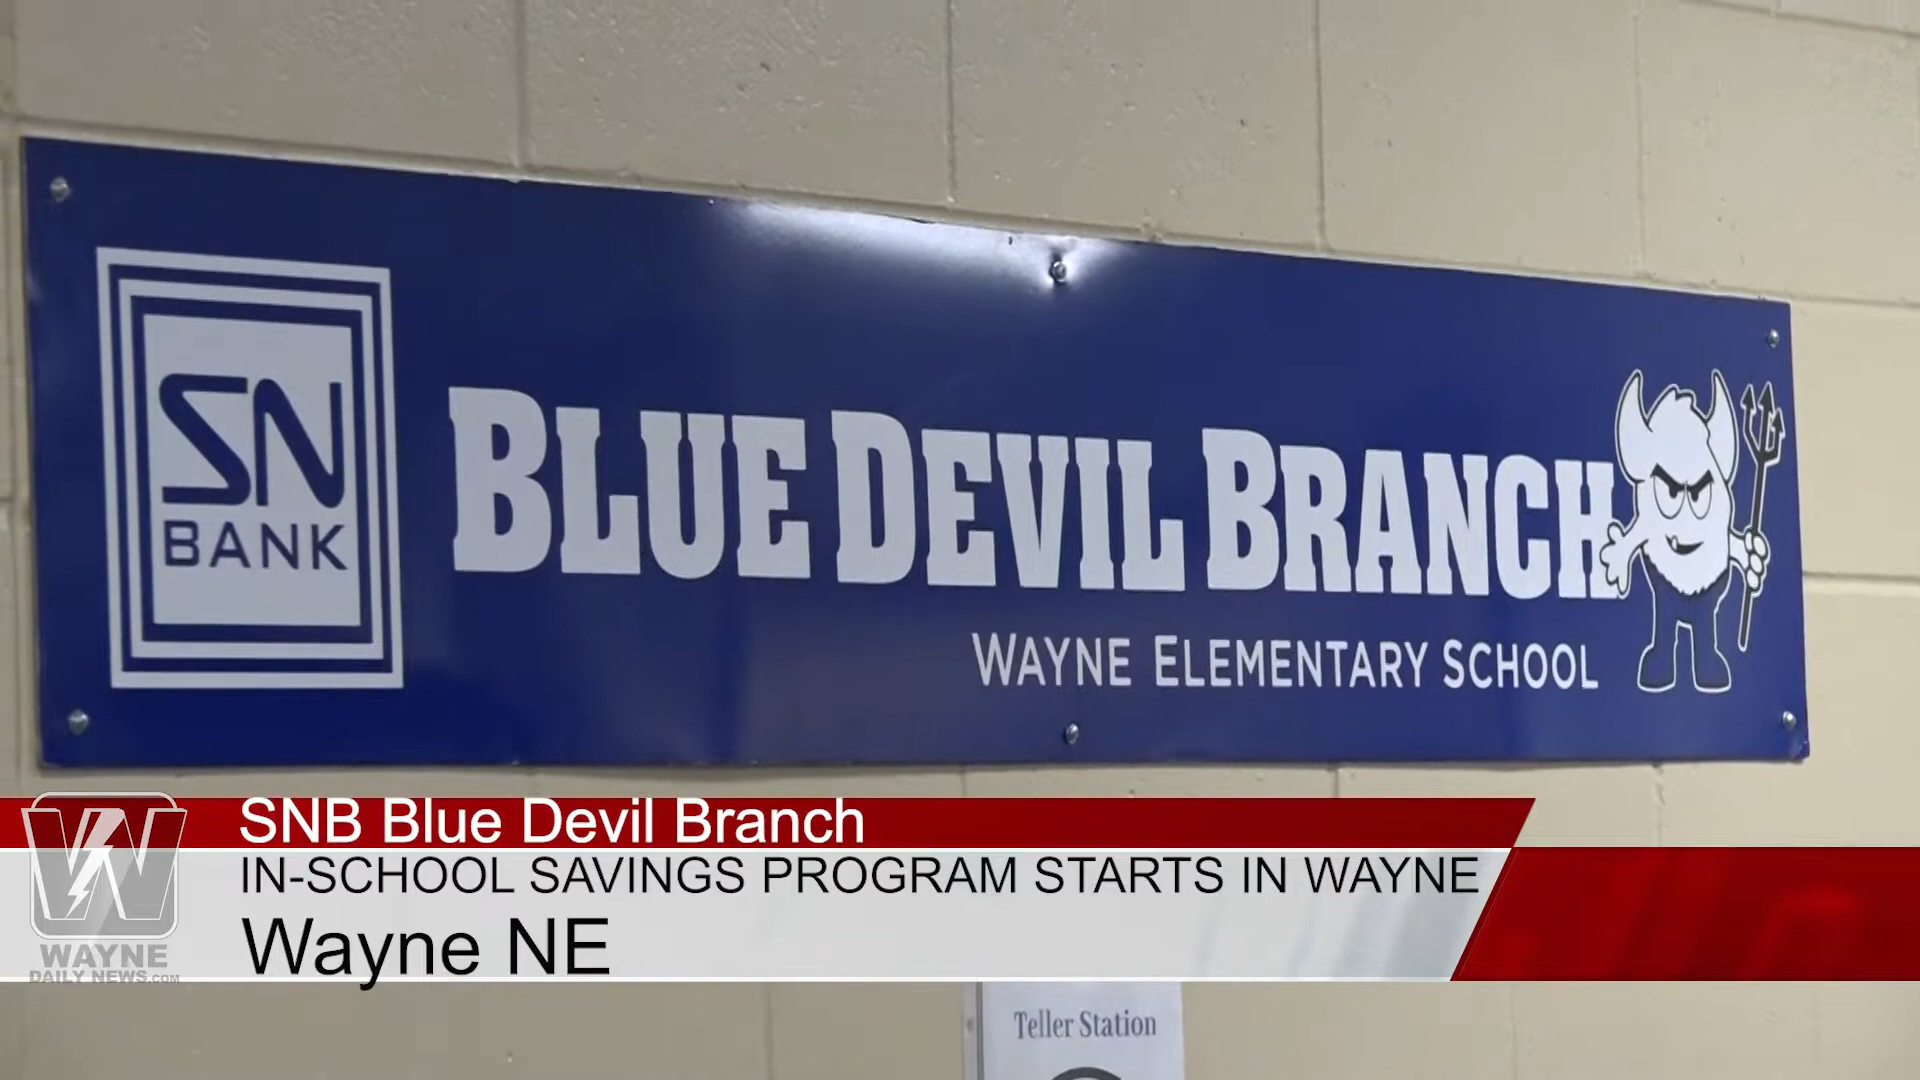 SN
BANK
BLUE DEVIL BRANCH
WAYNE ELEMENTARY SCHOOL
SNB Blue Devil Branch
IN-SCHOOL SAVINGS PROGRAM STARTS IN WAYNE
Wayne NE
W
WAYNE
DAILY NEWS.COM
Teller Station